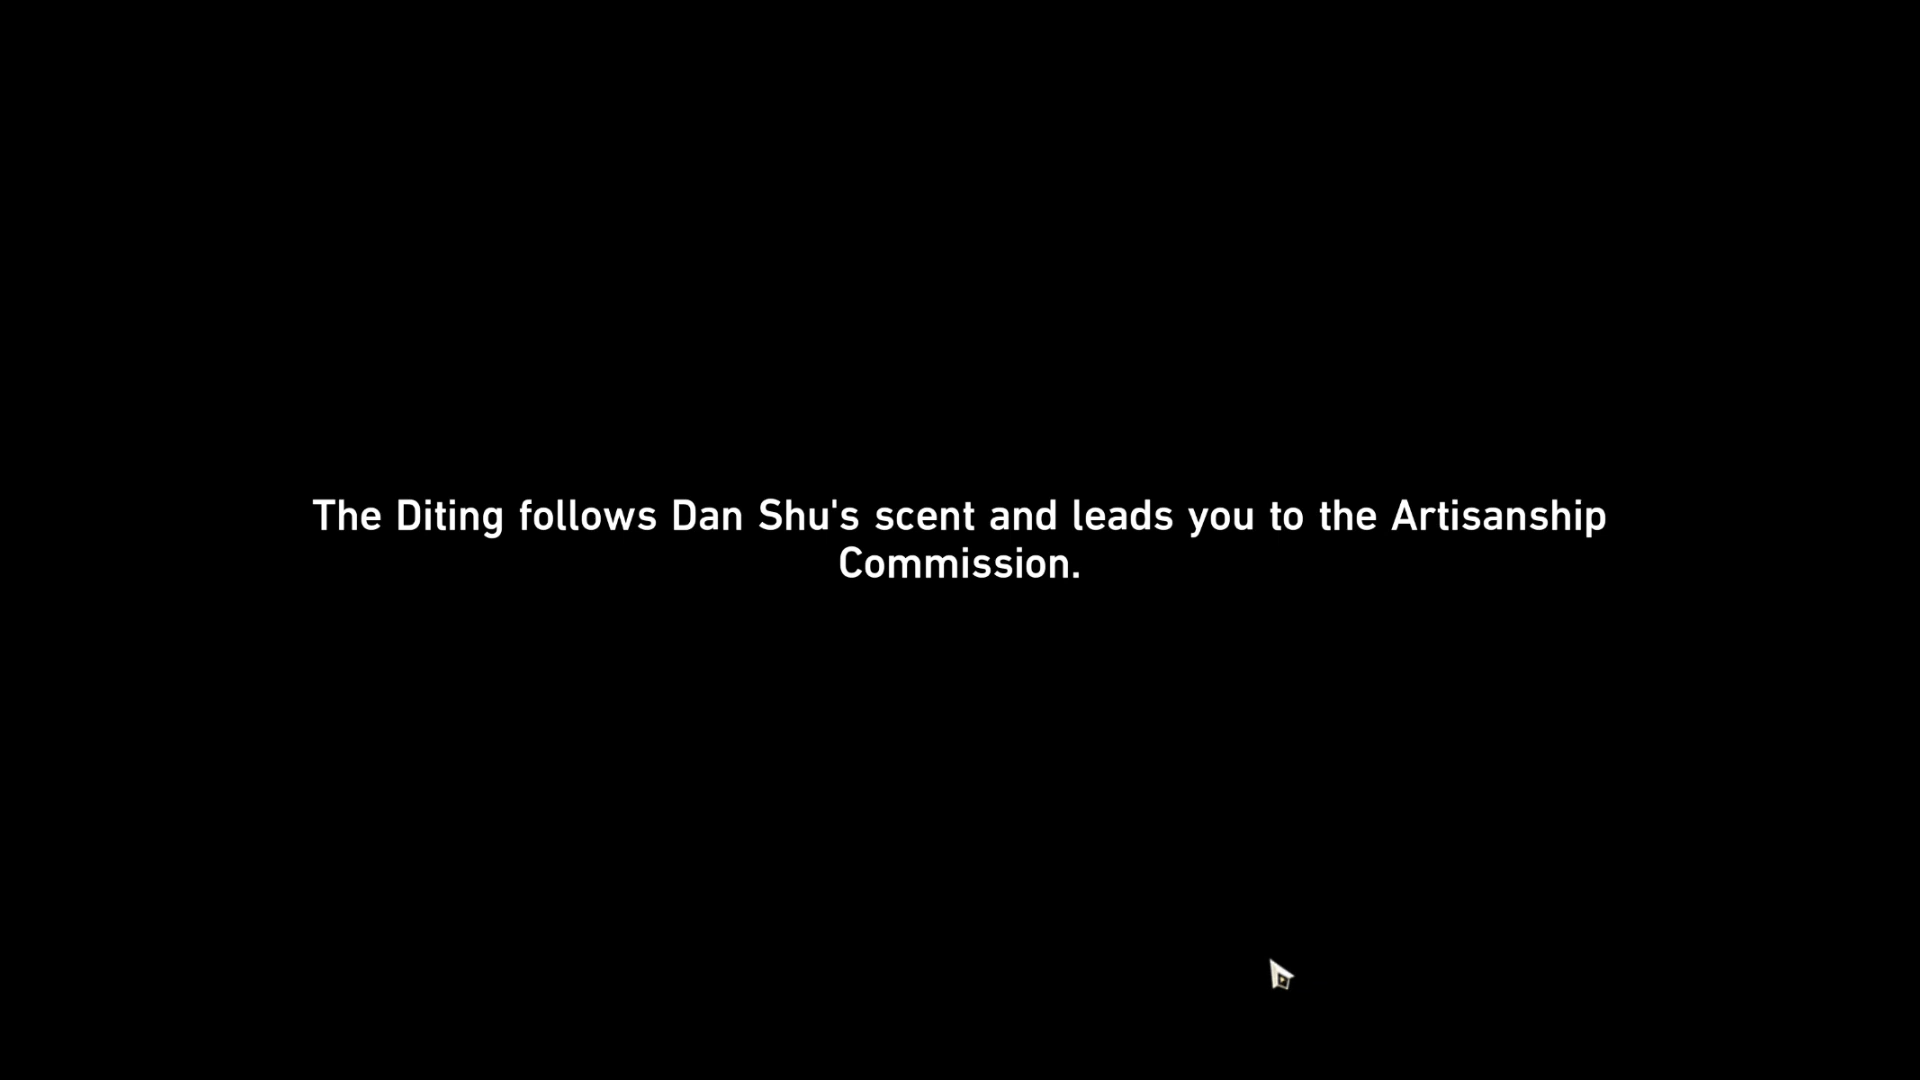 The Diting follows Dan Shu's scent and leads you to the Artisanship
Commission.